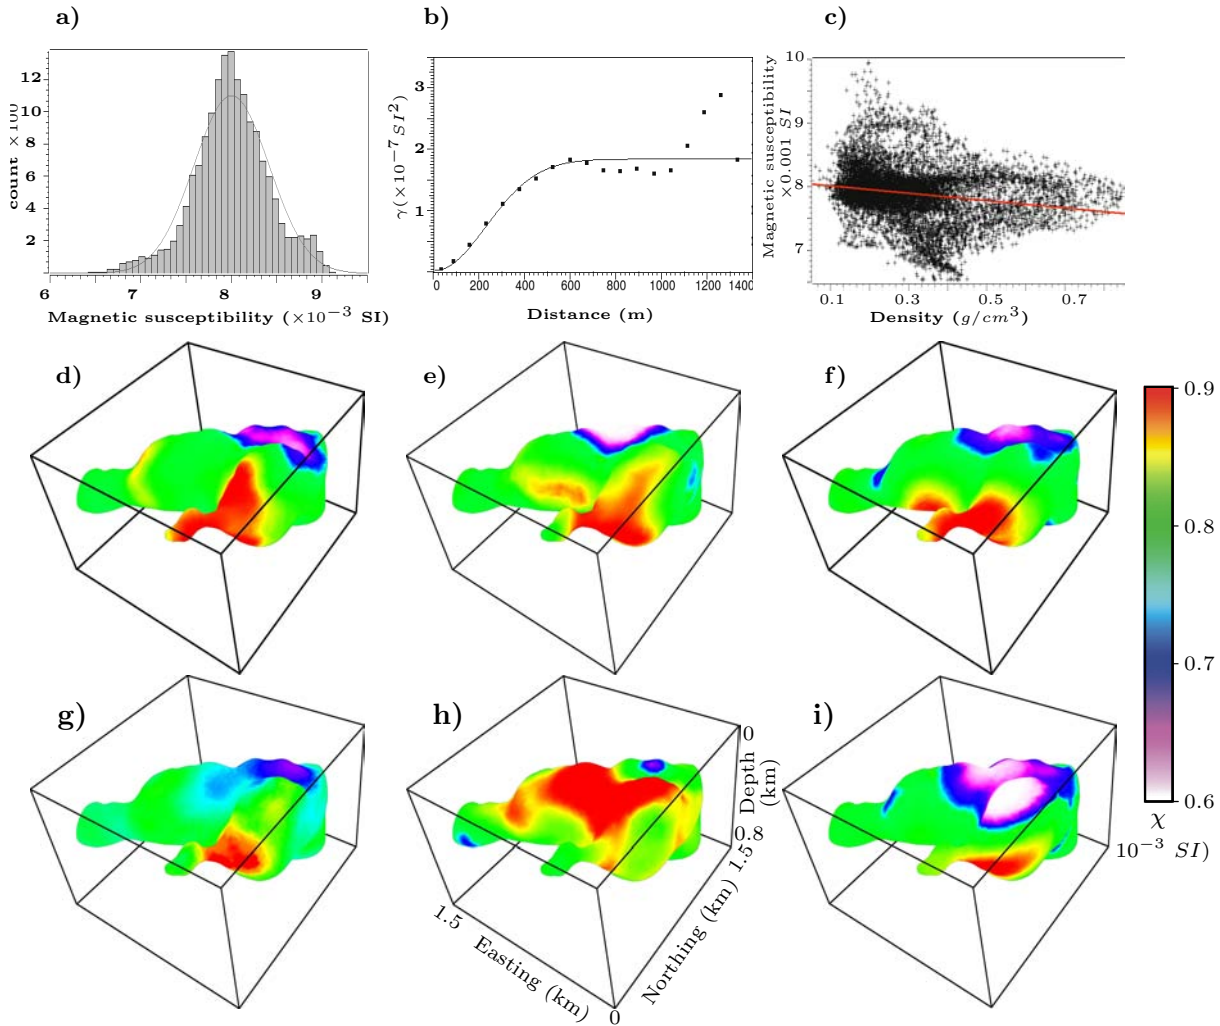 a)
b)
c)
12
10
8
6
4
2
count ×100
6
7
8
9
Magnetic susceptibility (×10⁻³ SI)
3
2
1
γ(×10⁻⁷ SI²)
0
200
400
600
800
1000
1200
1400
Distance (m)
10
9
8
7
Magnetic susceptibility
×0.001 SI
0.1
0.3
0.5
0.7
Density (g/cm³)
d)
e)
f)
0.9
0.8
0.7
0.6
χ
10⁻³ SI)
g)
h)
i)
0
Depth
(km)
0.8
1.5
Northing (km)
1.5
Easting (km)
0